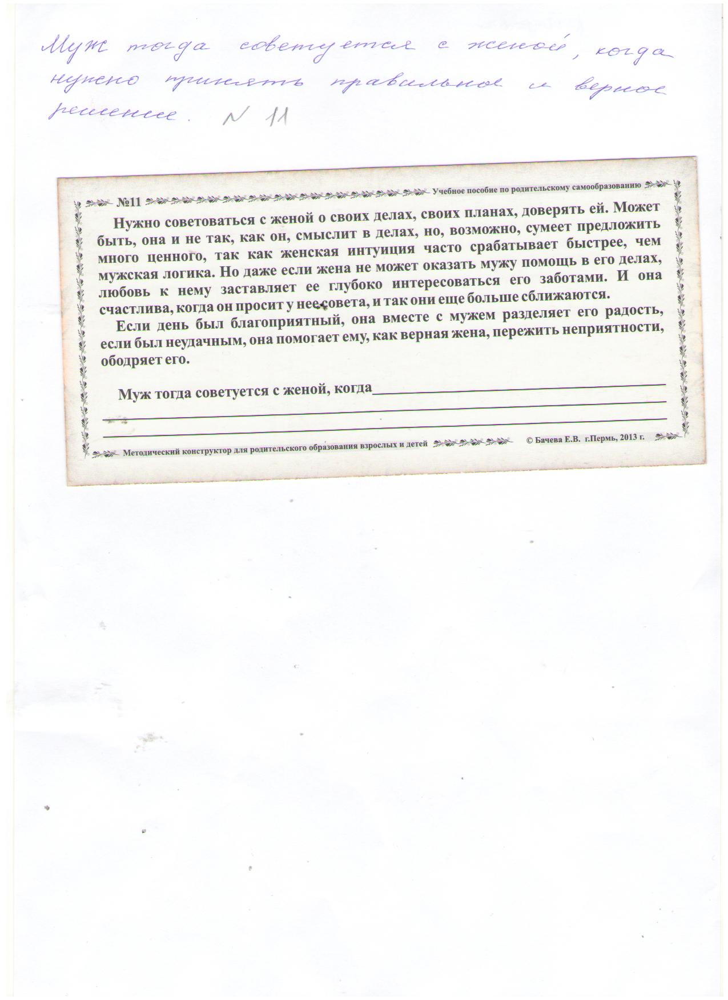 Муж тогда советуется с женой, когда
нужно принять правильное и верное
решение. N 11
№11 Учебное пособие по родительскому самообразованию
Нужно советоваться с женой о своих делах, своих планах, доверять ей. Может
быть, она и не так, как он, смыслит в делах, но, возможно, сумеет предложить
много ценного, так как женская интуиция часто срабатывает быстрее, чем
мужская логика. Но даже если жена не может оказать мужу помощь в его делах,
любовь к нему заставляет ее глубоко интересоваться его заботами. И она
счастлива, когда он просит у нее совета, и так они еще больше сближаются.
Если день был благоприятный, она вместе с мужем разделяет его радость,
если был неудачным, она помогает ему, как верная жена, пережить неприятности,
ободряет его.
Муж тогда советуется с женой, когда
Методический конструктор для родительского образования взрослых и детей © Бачева Е.В. г.Пермь, 2013 г.